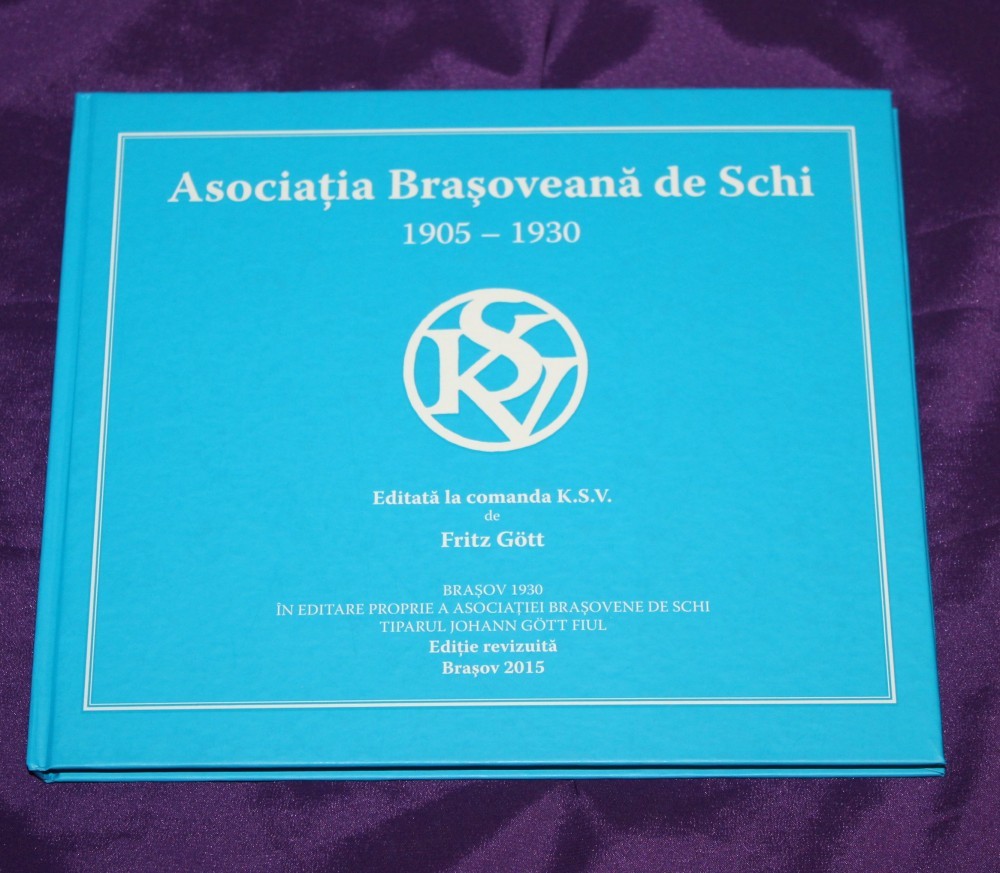 Asociația Brașoveană de Schi
1905 – 1930
KSV
Editată la comanda K.S.V.
de
Fritz Gött
BRAȘOV 1930
ÎN EDITARE PROPRIE A ASOCIAȚIEI BRAȘOVENE DE SCHI
TIPARUL JOHANN GÖTT FIUL
Ediție revizuită
Brașov 2015